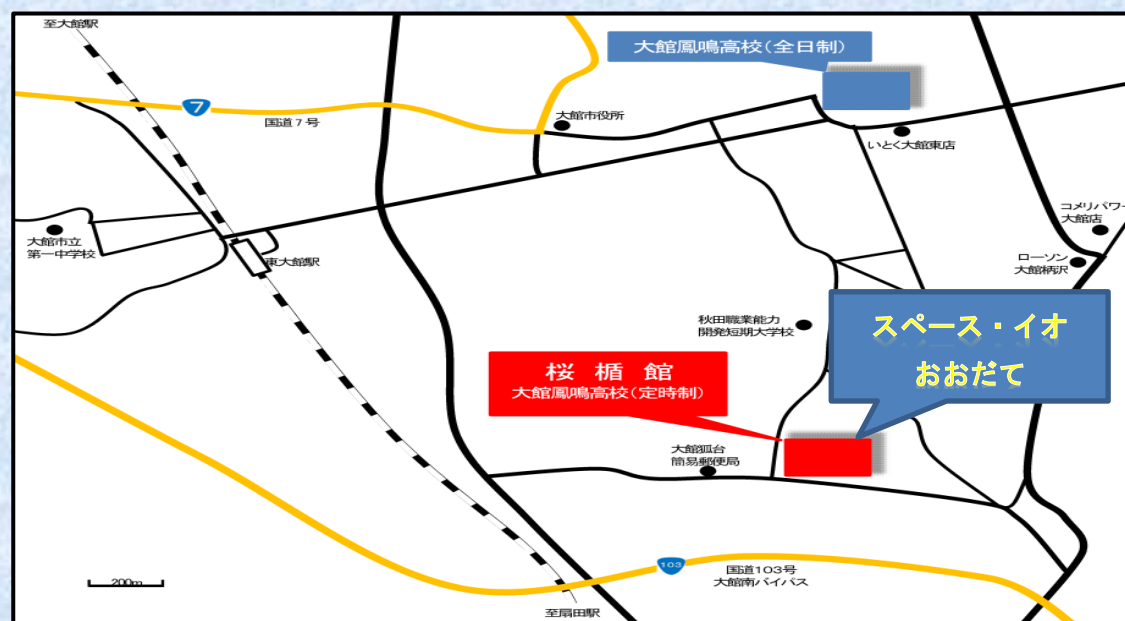 至大館駅
大館鳳鳴高校(全日制)
7
国道7号
大館市役所
いとく大館東店
コメリパワー
大館店
大館市立
第一中学校
東大館駅
ローソン
大館柄沢
秋田職業能力
開発短期大学校
スペース・イオ
おおだて
桜楯館
大館鳳鳴高校(定時制)
大館狐台
簡易郵便局
103
国道103号
大館南バイパス
200m
至扇田駅